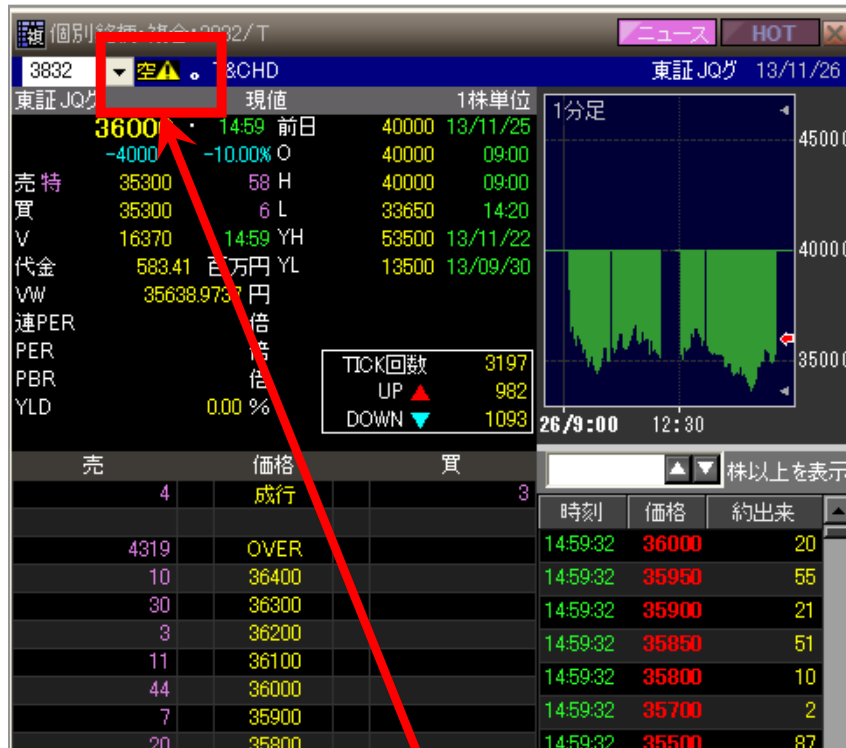 複 個別銘柄・複合・3832/T ニュース HOT
3832 空 。 T&CHD 東証JQグ 13/11/26
東証JQグ 現値 1株単位
36000 ・ 14:59 前日 40000 13/11/25
-4000 -10.00% O 40000 09:00
売 特 35300 58 H 40000 09:00
買 35300 6 L 33650 14:20
V 16370 14:59 YH 53500 13/11/22
代金 583.41 百万円 YL 13500 13/09/30
VW 35638.9737 円
連PER 倍
PER 倍
PBR 倍
YLD 0.00 %
TICK回数 3197
UP 982
DOWN 1093
1分足
45000
40000
35000
26/9:00 12:30
売 価格 買
4 成行 3
4319 OVER
10 36400
30 36300
3 36200
11 36100
44 36000
7 35900
20 35800
株以上を表示
時刻 価格 約出来
14:59:32 36000 20
14:59:32 35950 55
14:59:32 35900 21
14:59:32 35850 51
14:59:32 35800 10
14:59:32 35700 2
14:59:32 35500 87